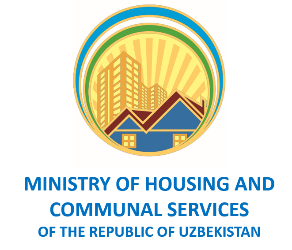 MINISTRY OF HOUSING AND
COMMUNAL SERVICES
OF THE REPUBLIC OF UZBEKISTAN